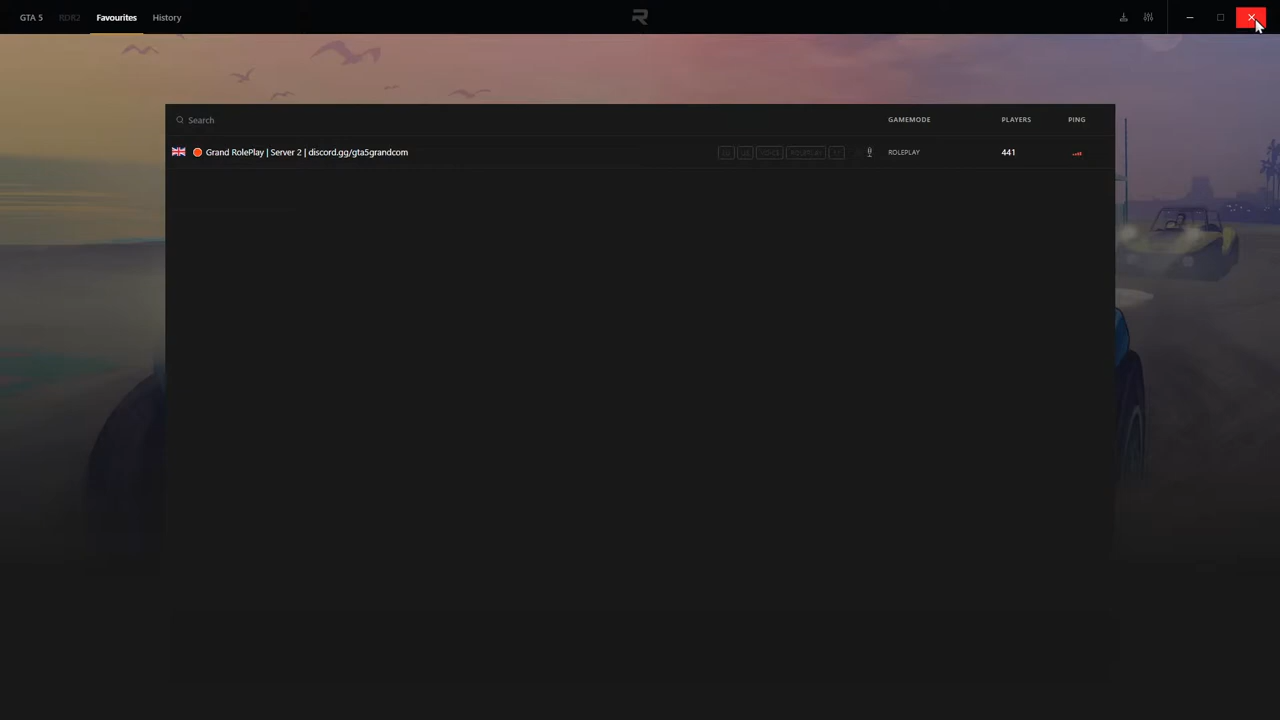 GTA 5 RDR2 Favourites History
Search GAMEMODE PLAYERS PING
Grand RolePlay | Server 2 | discord.gg/gta5grandcom ROLEPLAY 441